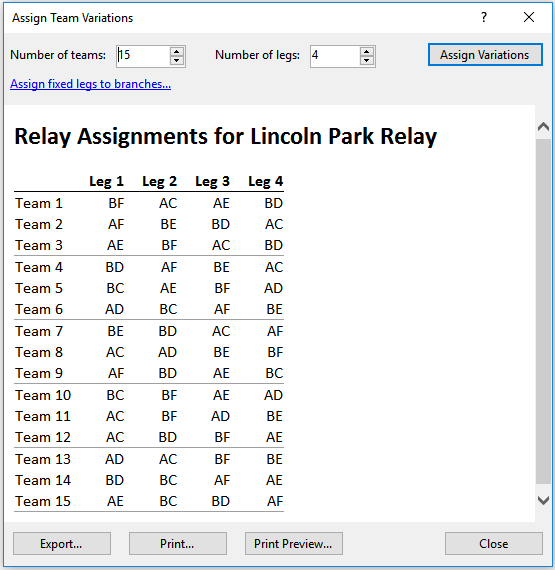 Assign Team Variations
Number of teams: 15 Number of legs: 4 Assign Variations
Assign fixed legs to branches...
Relay Assignments for Lincoln Park Relay
Leg 1 Leg 2 Leg 3 Leg 4
Team 1 BF AC AE BD
Team 2 AF BE BD AC
Team 3 AE BF AC BD
Team 4 BD AF BE AC
Team 5 BC AE BF AD
Team 6 AD BC AF BE
Team 7 BE BD AC AF
Team 8 AC AD BE BF
Team 9 AF BD AE BC
Team 10 BC BF AE AD
Team 11 AC BF AD BE
Team 12 AC BD BF AE
Team 13 AD AC BF BE
Team 14 BD BC AF AE
Team 15 AE BC BD AF
Export... Print... Print Preview... Close